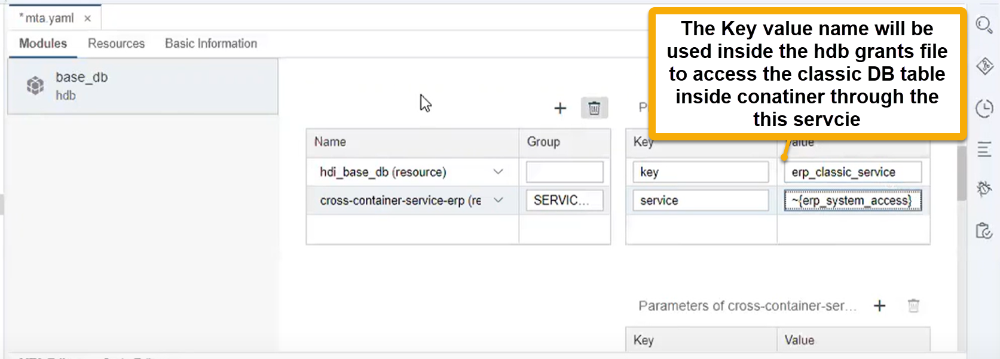 * mta.yaml ×
Modules Resources Basic Information
The Key value name will be
used inside the hdb grants file
to access the classic DB table
inside conatiner through the
this servcie
base_db
hdb
Name Group
Key Value
hdi_base_db (resource)
key erp_classic_service
cross-container-service-erp (re SERVIC...
service ~{erp_system_access}
Parameters of cross-container-ser...
Key Value